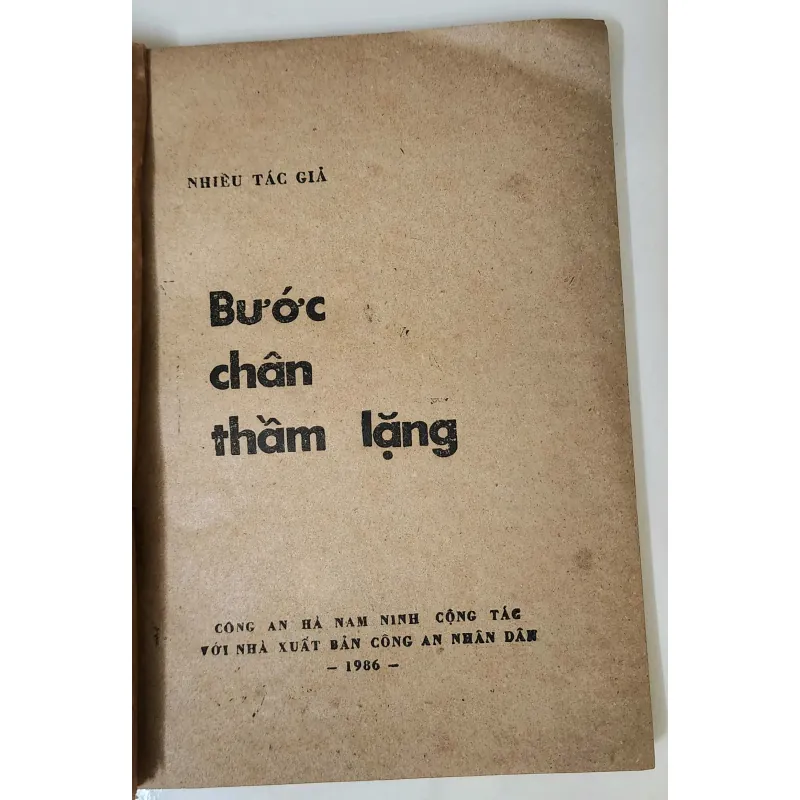 NHIỀU TÁC GIẢ
Bước
chân
thầm lặng
CÔNG AN HÀ NAM NINH CỘNG TÁC
VỚI NHÀ XUẤT BẢN CÔNG AN NHÂN DÂN
– 1986 –